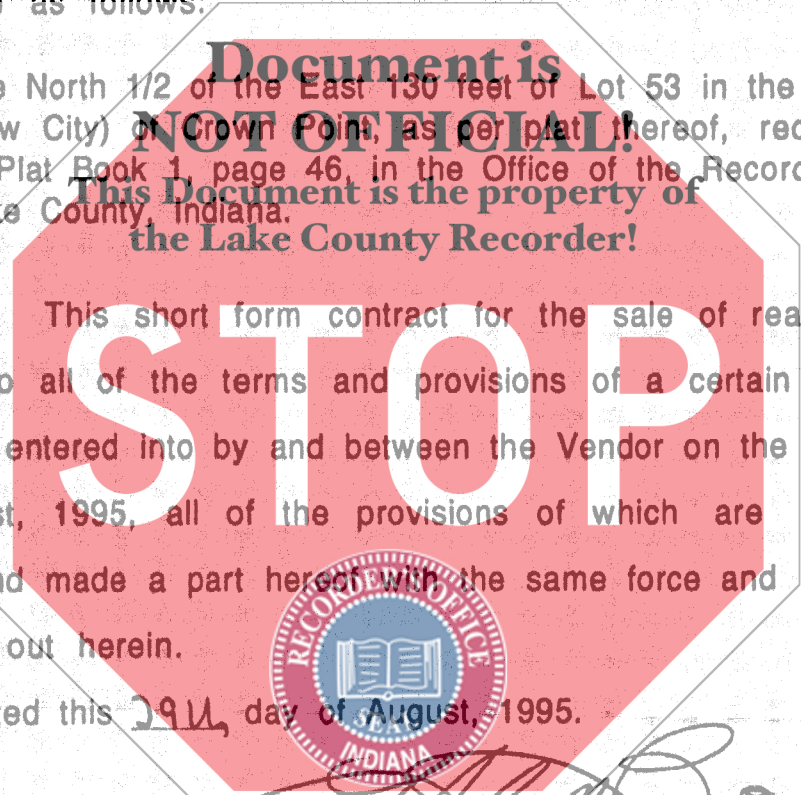 as follows:
Document is
North 1/2 of the East 130 feet of Lot 53 in the
w City) of Crown Point, as per plat thereof, rec
NOT OFFICIAL!
Plat Book 1, page 46, in the Office of the Record
This Document is the property of
e County, Indiana.
the Lake County Recorder!
This short form contract for the sale of rea
STOP
o all of the terms and provisions of a certain
entered into by and between the Vendor on the
st, 1995, all of the provisions of which are
nd made a part hereof with the same force and
out herein.
RECORDER'S OFFICE
ed this 29th day of August, 1995.
SEAL
INDIANA